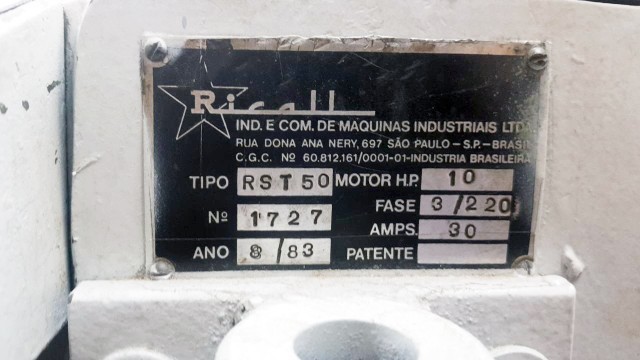 Ricall
IND. E COM. DE MAQUINAS INDUSTRIAIS LTDA
RUA DONA ANA NERY, 697 SÃO PAULO - S.P. - BRASIL
C.G.C. Nº 60.812.161/0001-01-INDUSTRIA BRASILEIRA
TIPO RST50 MOTOR H.P. 10
Nº 1727 FASE 3/220
ANO 8/83 AMPS. 30
PATENTE